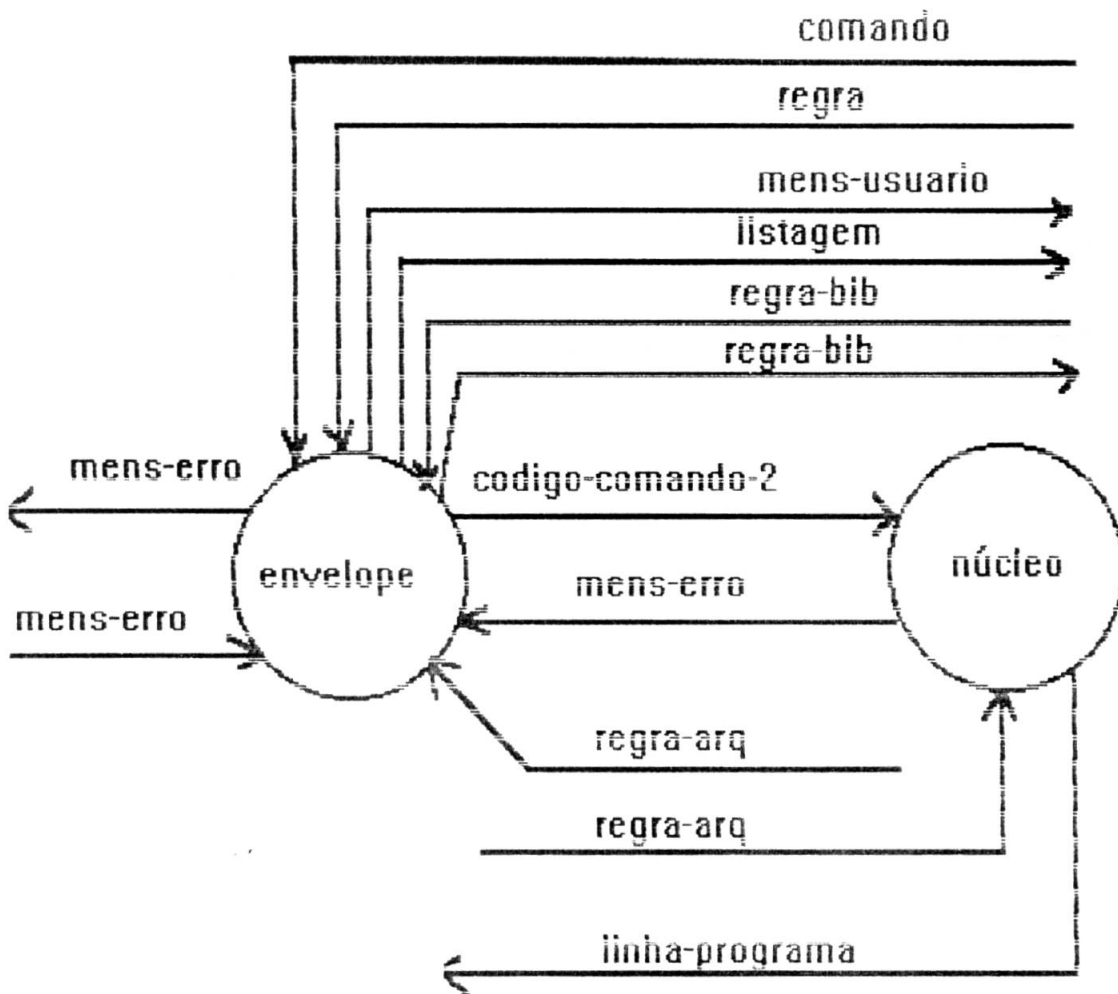 comando
regra
mens-usuario
listagem
regra-bib
regra-bib
mens-erro
codigo-comando-2
envelope
núcleo
mens-erro
mens-erro
regra-arq
regra-arq
linha-programa